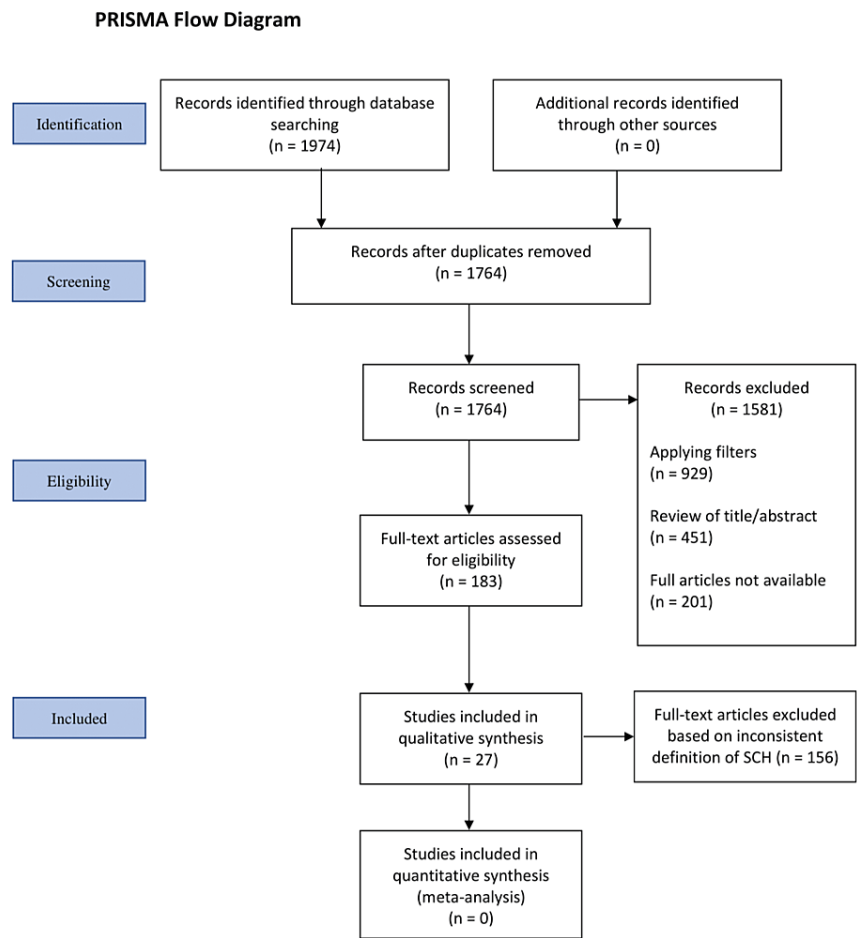 PRISMA Flow Diagram
Identification
Records identified through database
searching
(n = 1974)
Additional records identified
through other sources
(n = 0)
Screening
Records after duplicates removed
(n = 1764)
Records screened
(n = 1764)
Records excluded
(n = 1581)
Applying filters
(n = 929)
Review of title/abstract
(n = 451)
Full articles not available
(n = 201)
Eligibility
Full-text articles assessed
for eligibility
(n = 183)
Included
Studies included in
qualitative synthesis
(n = 27)
Full-text articles excluded
based on inconsistent
definition of SCH (n = 156)
Studies included in
quantitative synthesis
(meta-analysis)
(n = 0)